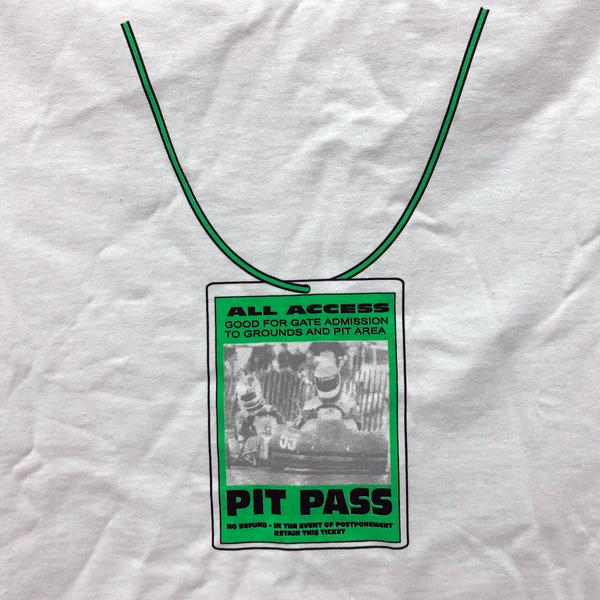 ALL ACCESS
GOOD FOR GATE ADMISSION
TO GROUNDS AND PIT AREA
PIT PASS
NO REFUND - IN THE EVENT OF POSTPONEMENT
RETAIN THIS TICKET